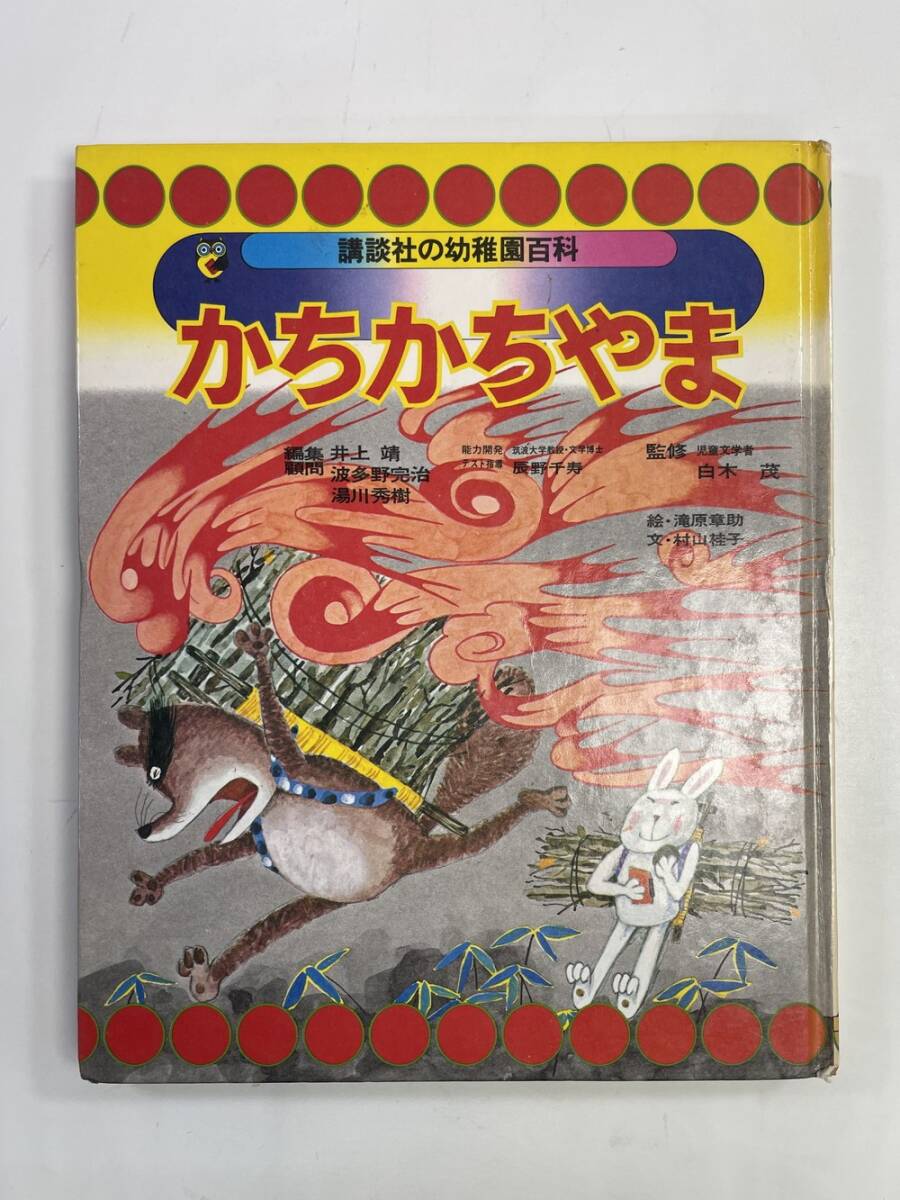 講談社の幼稚園百科
かちかちやま
編集 井上 靖
顧問 波多野完治
湯川秀樹
能力開発 筑波大学教授・文学博士
テスト指導 辰野千寿
監修 児童文学者
白木 茂
絵・滝原章助
文・村山桂子